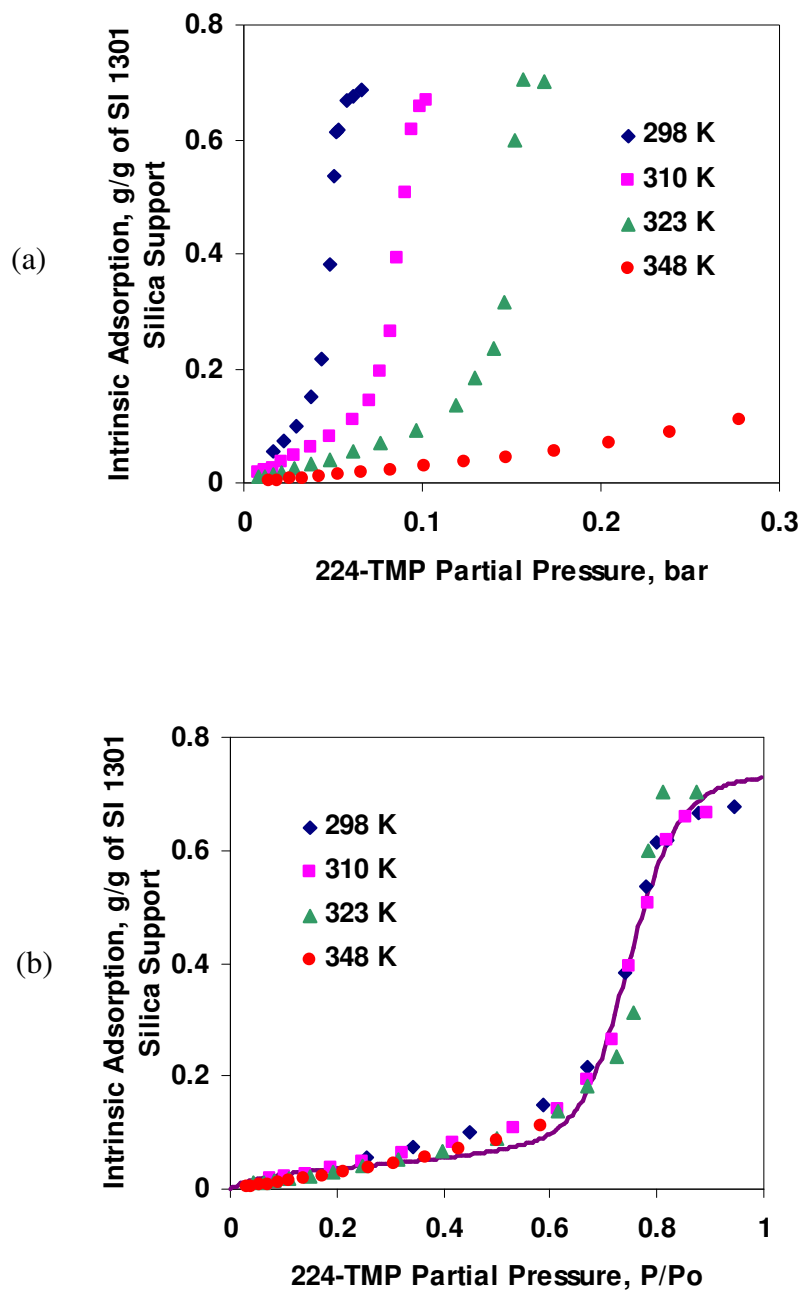 (a)
Intrinsic Adsorption, g/g of SI 1301
Silica Support
0.8
0.6
0.4
0.2
0
0
0.1
0.2
0.3
298 K
310 K
323 K
348 K
224-TMP Partial Pressure, bar
(b)
Intrinsic Adsorption, g/g of SI 1301
Silica Support
0.8
0.6
0.4
0.2
0
0
0.2
0.4
0.6
0.8
1
298 K
310 K
323 K
348 K
224-TMP Partial Pressure, P/Po